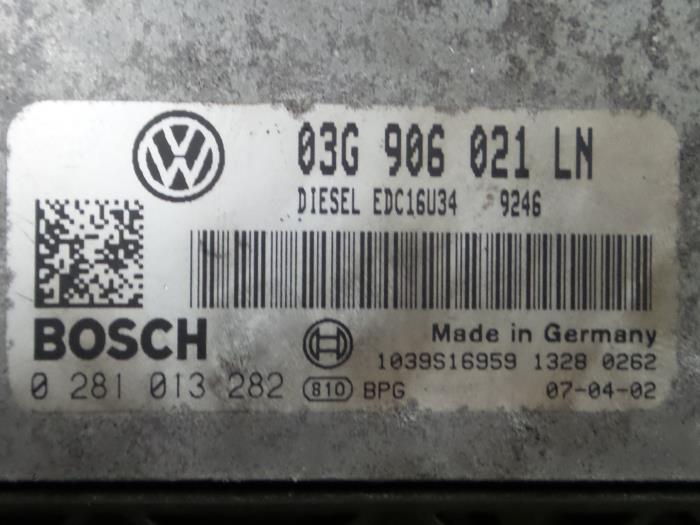 03G 906 021 LN
DIESEL EDC16U34 9246
BOSCH
Made in Germany
1039S16959 1328 0262
0 281 013 282 810 BPG 07-04-02